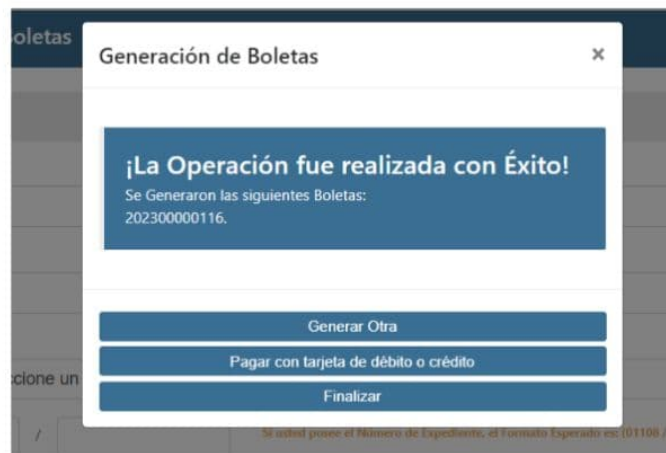 oletas
Generación de Boletas ×
¡La Operación fue realizada con Éxito!
Se Generaron las siguientes Boletas:
202300000116.
Generar Otra
Pagar con tarjeta de débito o crédito
ccione un
Finalizar
/ Si usted posee el Número de Expediente, el Formato Esperado es: (01108 /